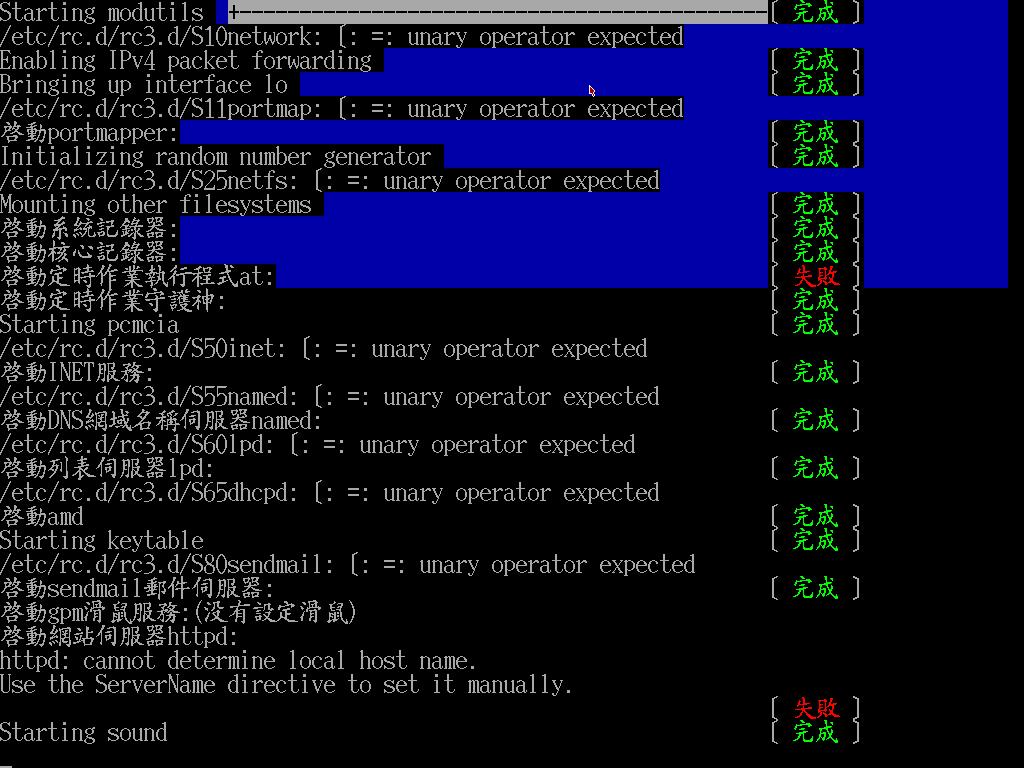 Starting modutils [ 完成 ]
/etc/rc.d/rc3.d/S10network: [: =: unary operator expected
Enabling IPv4 packet forwarding [ 完成 ]
Bringing up interface lo [ 完成 ]
/etc/rc.d/rc3.d/S11portmap: [: =: unary operator expected
啓動portmapper: [ 完成 ]
Initializing random number generator [ 完成 ]
/etc/rc.d/rc3.d/S25netfs: [: =: unary operator expected
Mounting other filesystems [ 完成 ]
啓動系統記錄器: [ 完成 ]
啓動核心記錄器: [ 完成 ]
啓動定時作業執行程式at: [ 失敗 ]
啓動定時作業守護神: [ 完成 ]
Starting pcmcia [ 完成 ]
/etc/rc.d/rc3.d/S50inet: [: =: unary operator expected
啓動INET服務: [ 完成 ]
/etc/rc.d/rc3.d/S55named: [: =: unary operator expected
啓動DNS網域名稱伺服器named: [ 完成 ]
/etc/rc.d/rc3.d/S60lpd: [: =: unary operator expected
啓動列表伺服器lpd: [ 完成 ]
/etc/rc.d/rc3.d/S65dhcpd: [: =: unary operator expected
啓動amd [ 完成 ]
Starting keytable [ 完成 ]
/etc/rc.d/rc3.d/S80sendmail: [: =: unary operator expected
啓動sendmail郵件伺服器: [ 完成 ]
啓動gpm滑鼠服務:(没有設定滑鼠)
啓動網站伺服器httpd:
httpd: cannot determine local host name.
Use the ServerName directive to set it manually.
[ 失敗 ]
Starting sound [ 完成 ]